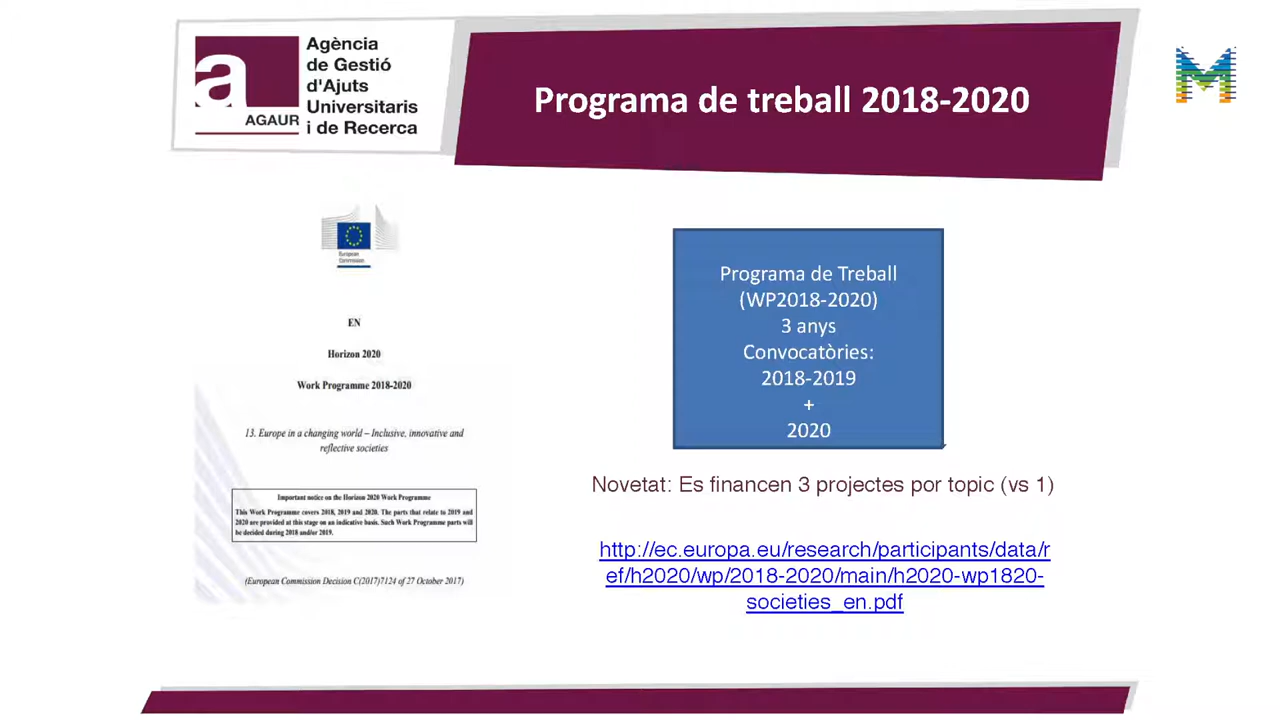 Agència
de Gestió
d'Ajuts
Universitaris
i de Recerca
a
AGAUR
Programa de treball 2018-2020
M
European
Commission
EN
Horizon 2020
Work Programme 2018-2020
13. Europe in a changing world – Inclusive, innovative and
reflective societies
Important notice on the Horizon 2020 Work Programme
This Work Programme covers 2018, 2019 and 2020. The parts that relate to 2019 and
2020 are provided at this stage on an indicative basis. Such Work Programme parts will
be decided during 2018 and/or 2019.
(European Commission Decision C(2017)7124 of 27 October 2017)
Programa de Treball
(WP2018-2020)
3 anys
Convocatòries:
2018-2019
+
2020
Novetat: Es financen 3 projectes por topic (vs 1)
http://ec.europa.eu/research/participants/data/r
ef/h2020/wp/2018-2020/main/h2020-wp1820-
societies_en.pdf